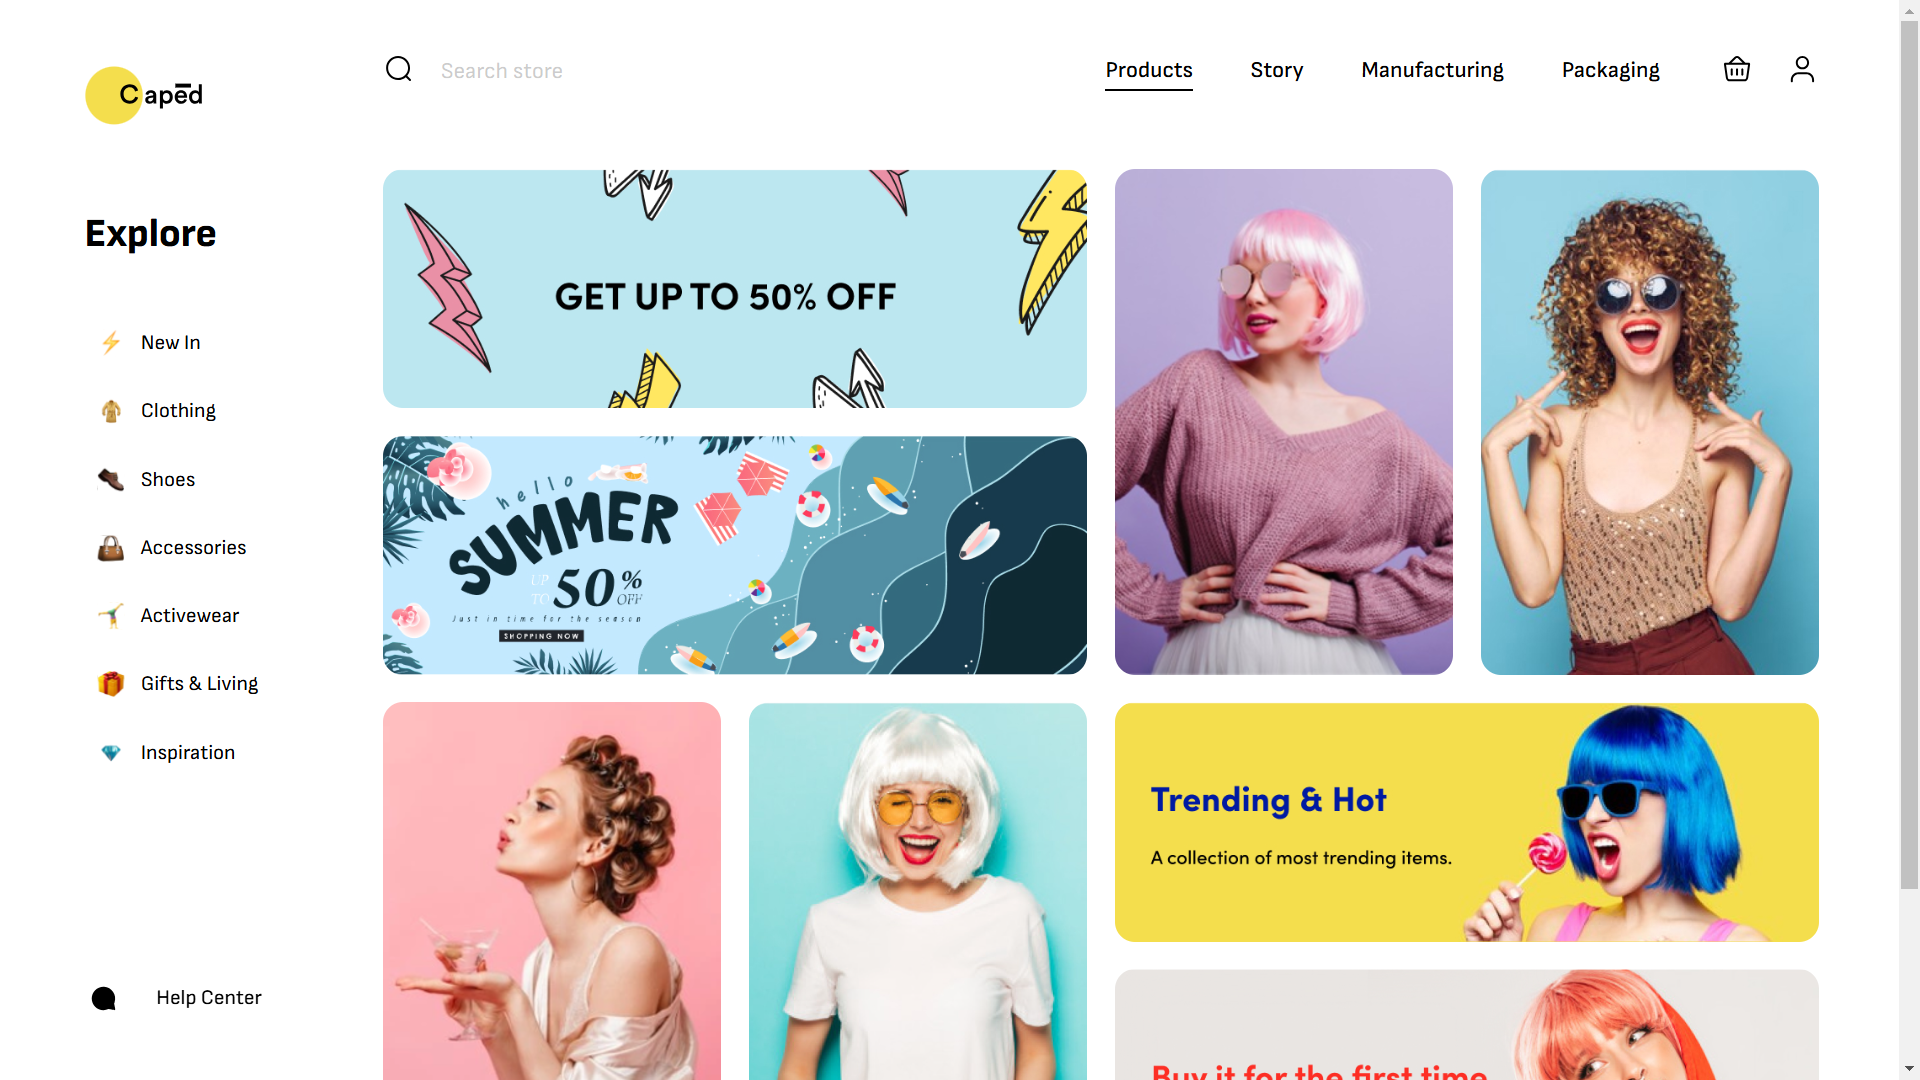 Caped
Search store
Products
Story
Manufacturing
Packaging
Explore
New In
Clothing
Shoes
Accessories
Activewear
Gifts & Living
Inspiration
Help Center
GET UP TO 50% OFF
hello
SUMMER
UP TO 50% OFF
Just in time for the season
SHOPPING NOW
Trending & Hot
A collection of most trending items.
Buy it for the first time